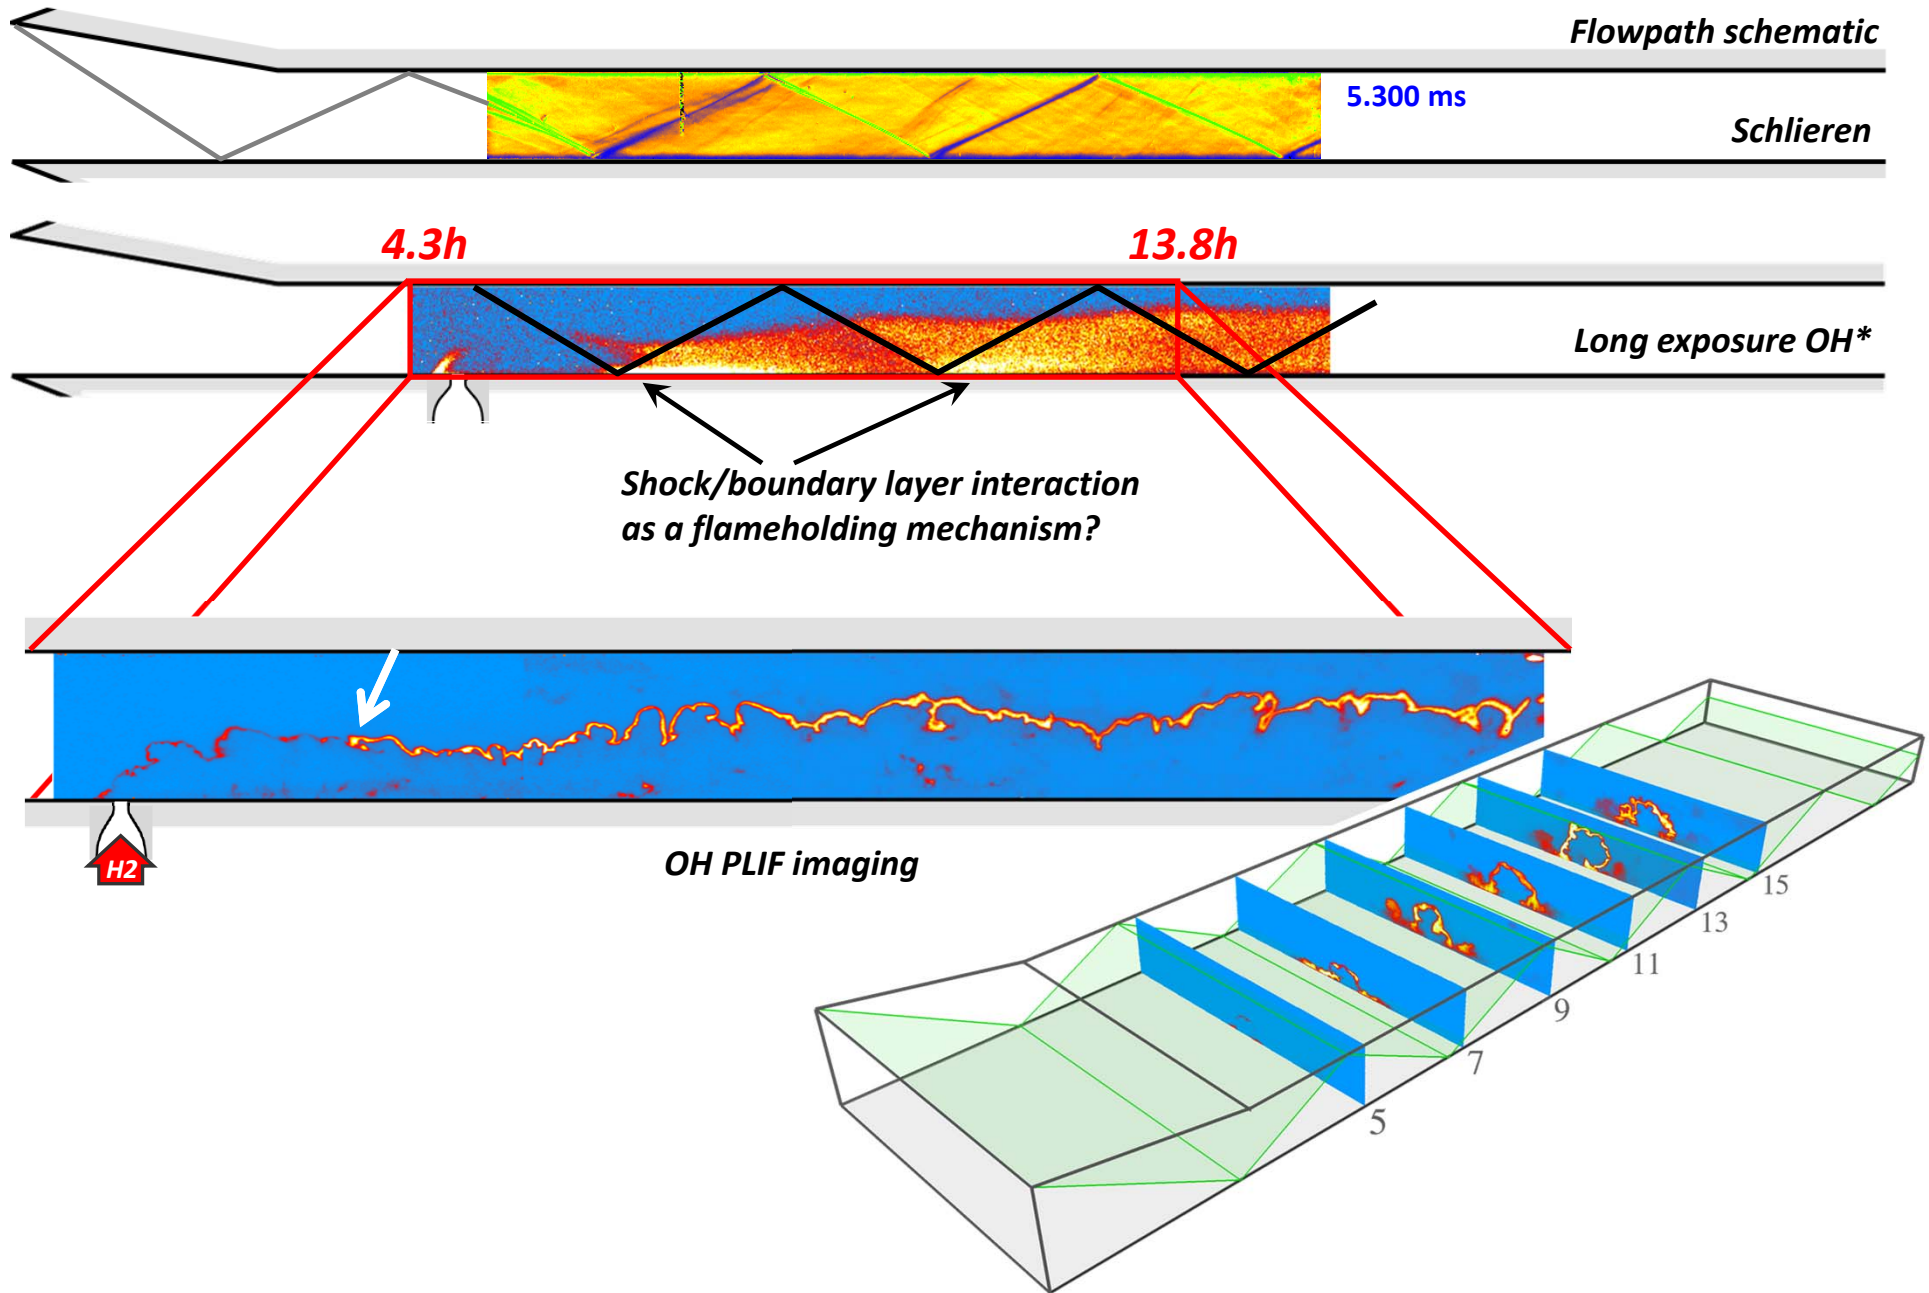 Flowpath schematic
5.300 ms
Schlieren
4.3h
13.8h
Long exposure OH*
Shock/boundary layer interaction
as a flameholding mechanism?
H2
OH PLIF imaging
15
13
11
9
7
5